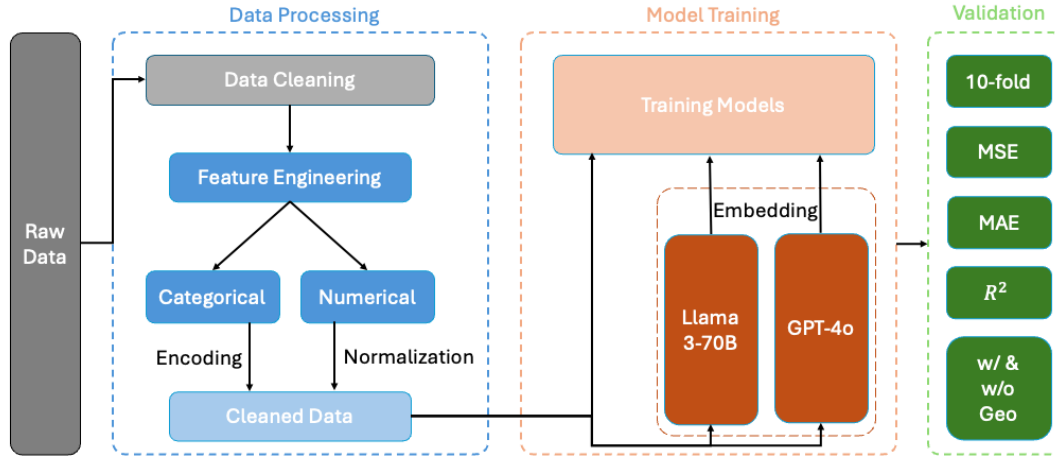 Data Processing
Model Training
Validation
Raw
Data
Data Cleaning
Feature Engineering
Categorical
Numerical
Encoding
Normalization
Cleaned Data
Training Models
Embedding
Llama
3-70B
GPT-4o
10-fold
MSE
MAE
R²
w/ &
w/o
Geo